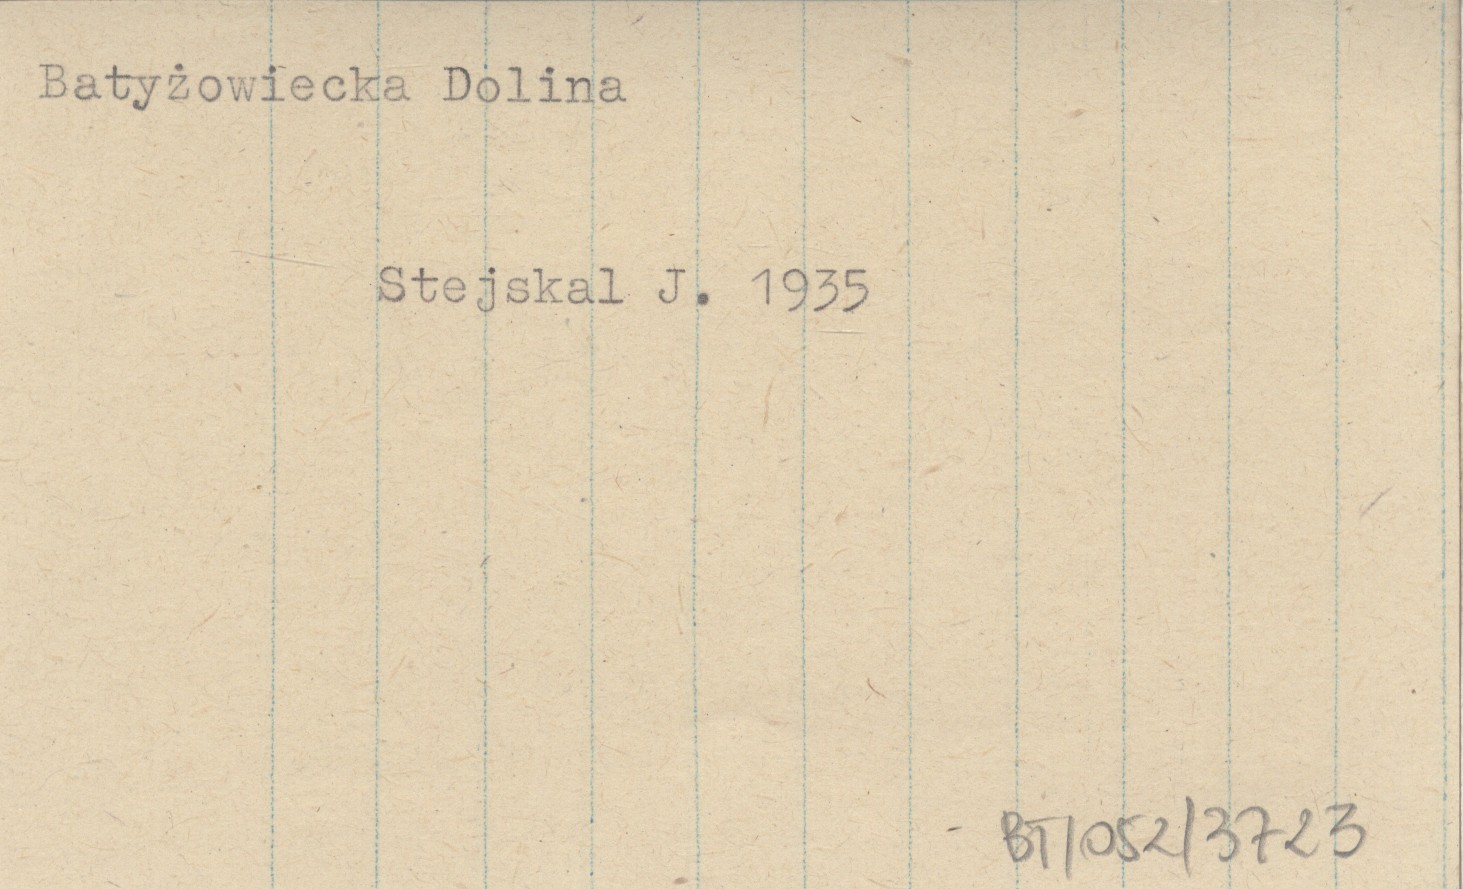 Batyżowiecka Dolina
Stejskal J. 1935
BT/052/3723